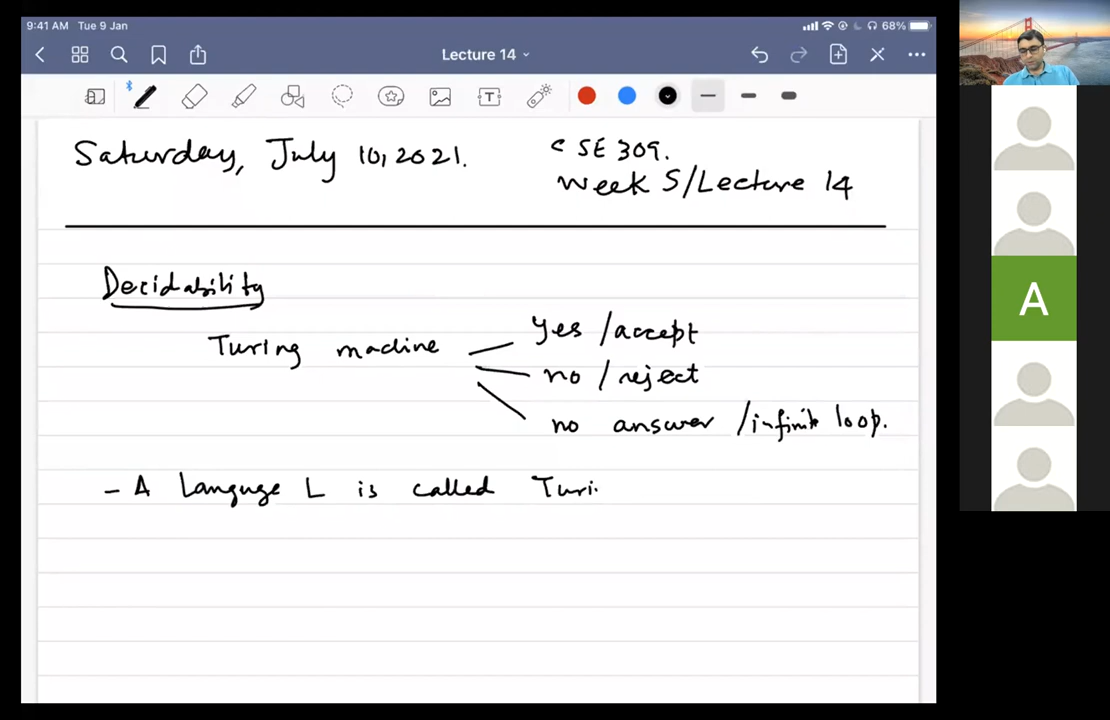 9:41 AM Tue 9 Jan
68%
Lecture 14
T
Saturday, July 10, 2021.
CSE 309.
Week 5/Lecture 14
Decidability
Turing machine
Yes /accept
no / reject
no answer /infinite loop.
- A Languge L is called Turi
A